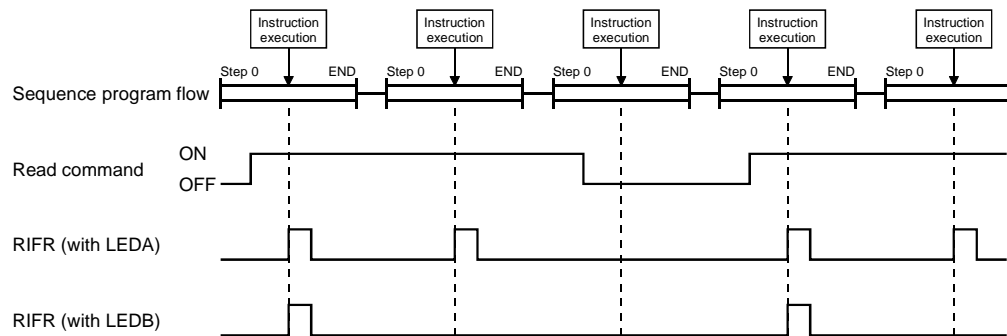 Instruction
execution
Instruction
execution
Instruction
execution
Instruction
execution
Instruction
execution
Step 0 END Step 0 END Step 0 END Step 0 END Step 0
Sequence program flow
ON
Read command
OFF
RIFR (with LEDA)
RIFR (with LEDB)